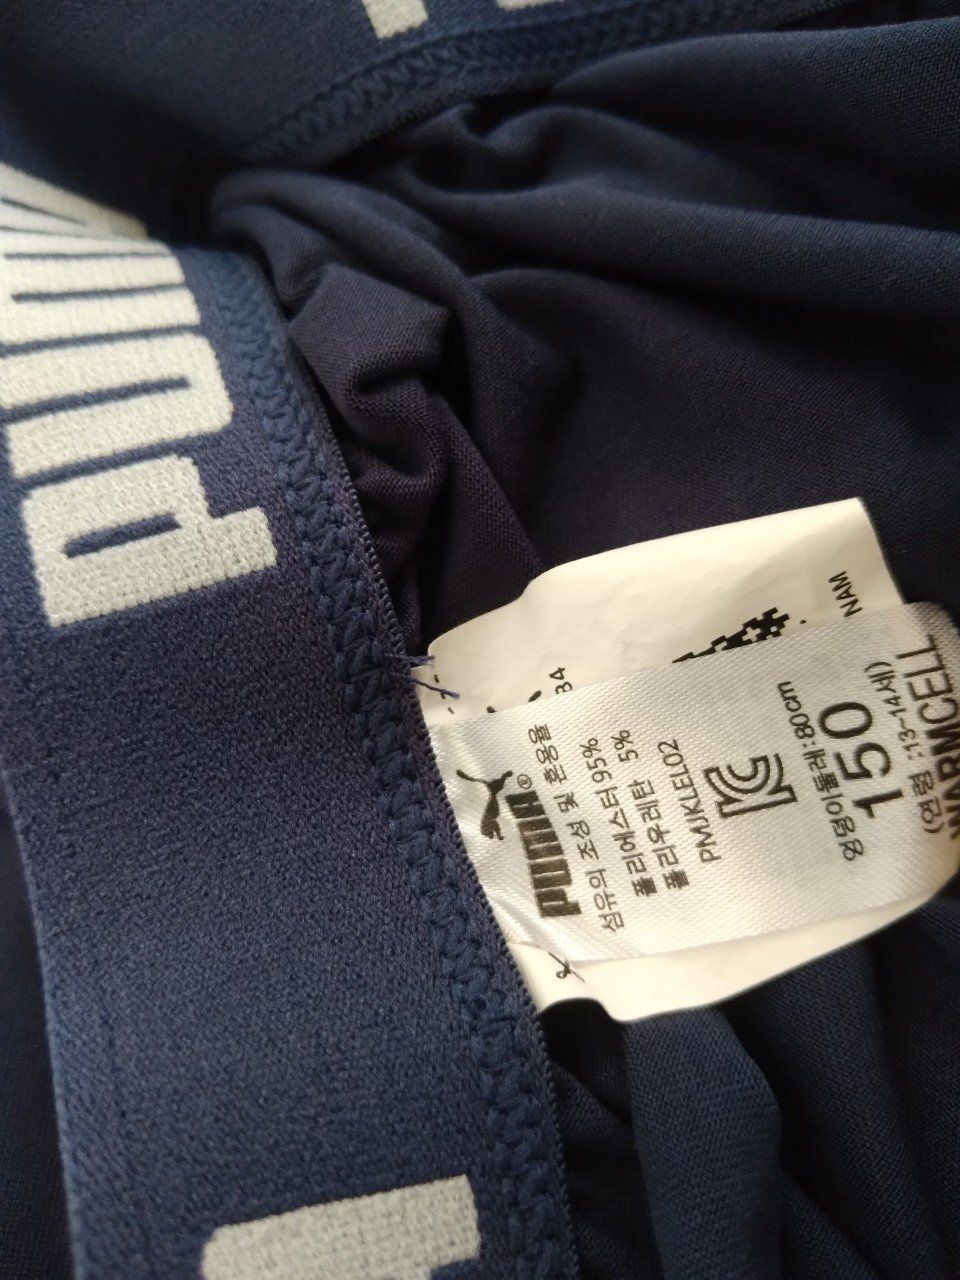 PUMA
PUMA®
섬유의 조성 및 혼용율
폴리에스터 95%
폴리우레탄 5%
PMJKLEL02
엉덩이둘레:80cm
150
(연령 :13~14세)
WARMCELL
84
NAM